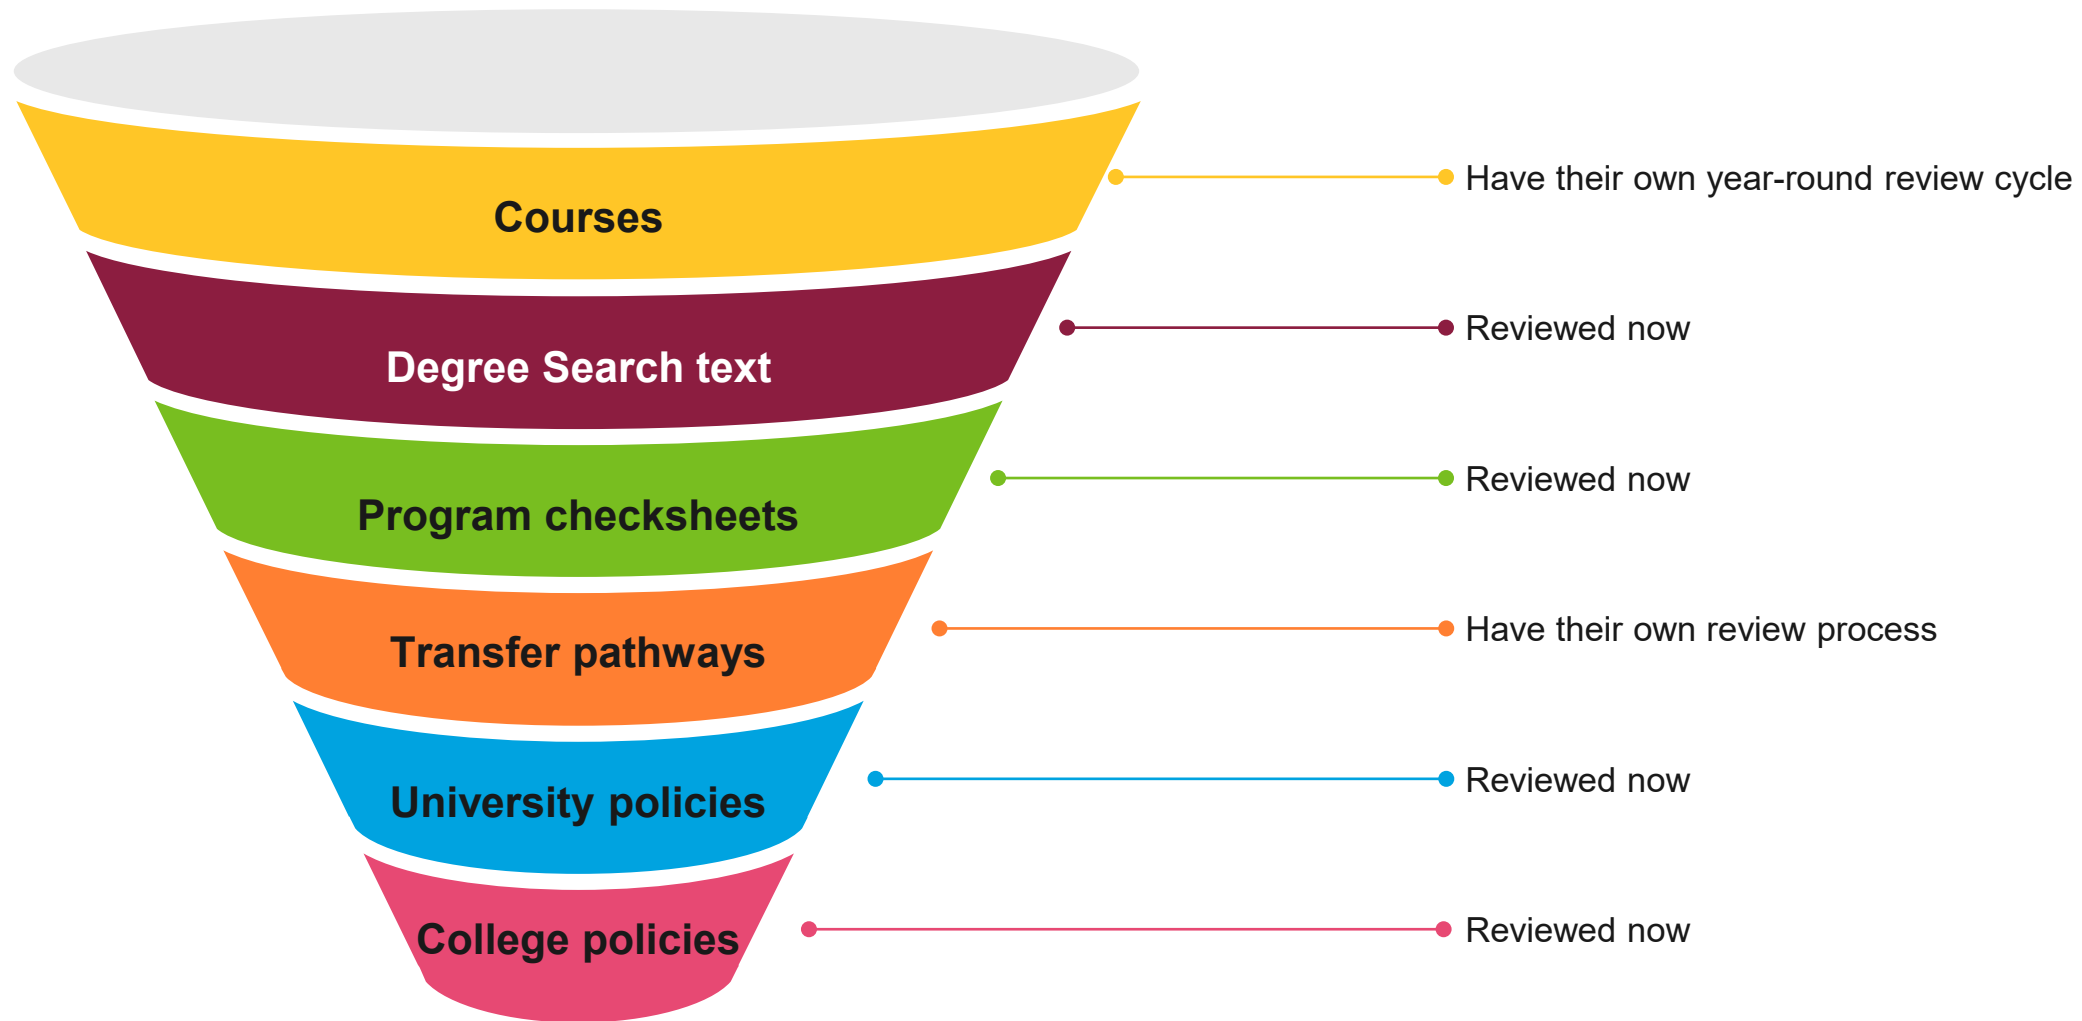 Courses
Have their own year-round review cycle
Degree Search text
Reviewed now
Program checksheets
Reviewed now
Transfer pathways
Have their own review process
University policies
Reviewed now
College policies
Reviewed now